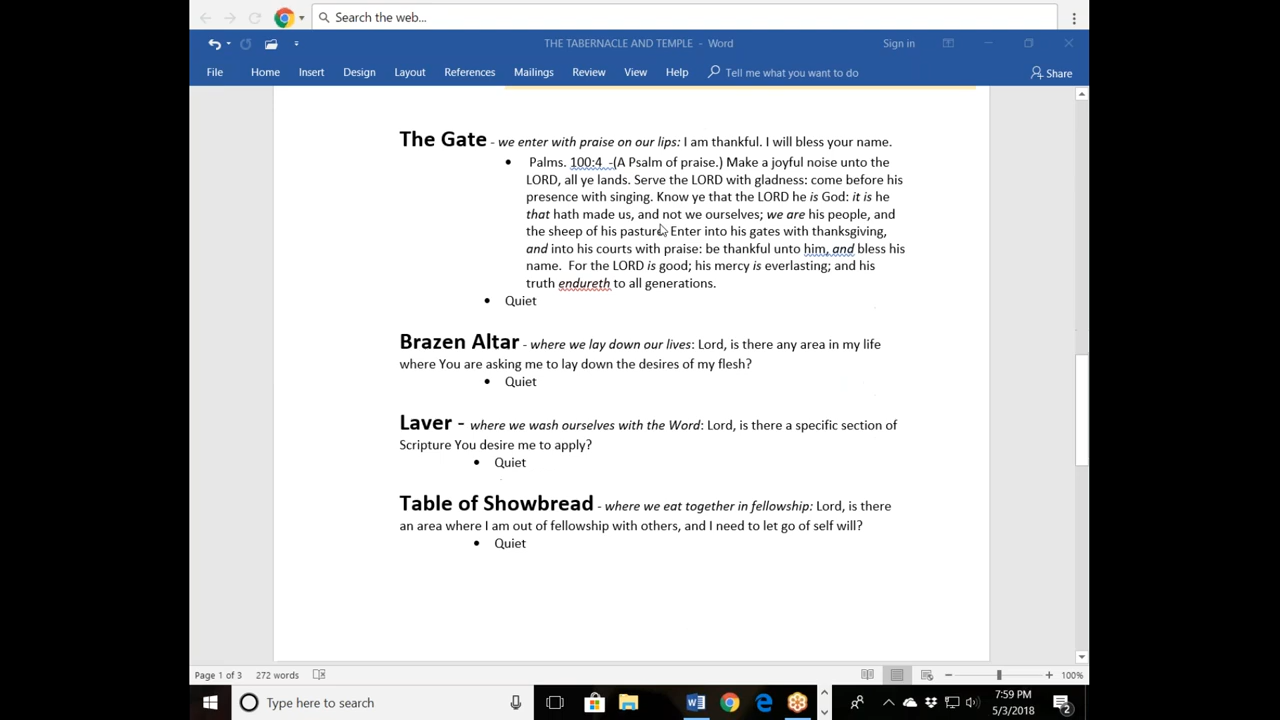 Search the web...
THE TABERNACLE AND TEMPLE - Word
Sign in
File Home Insert Design Layout References Mailings Review View Help Tell me what you want to do Share
The Gate - we enter with praise on our lips: I am thankful. I will bless your name.
• Palms. 100:4 -(A Psalm of praise.) Make a joyful noise unto the
LORD, all ye lands. Serve the LORD with gladness: come before his
presence with singing. Know ye that the LORD he is God: it is he
that hath made us, and not we ourselves; we are his people, and
the sheep of his pasture. Enter into his gates with thanksgiving,
and into his courts with praise: be thankful unto him, and bless his
name. For the LORD is good; his mercy is everlasting; and his
truth endureth to all generations.
• Quiet
Brazen Altar - where we lay down our lives: Lord, is there any area in my life
where You are asking me to lay down the desires of my flesh?
• Quiet
Laver - where we wash ourselves with the Word: Lord, is there a specific section of
Scripture You desire me to apply?
• Quiet
Table of Showbread - where we eat together in fellowship: Lord, is there
an area where I am out of fellowship with others, and I need to let go of self will?
• Quiet
Page 1 of 3 272 words 100%
Type here to search
7:59 PM
5/3/2018
2